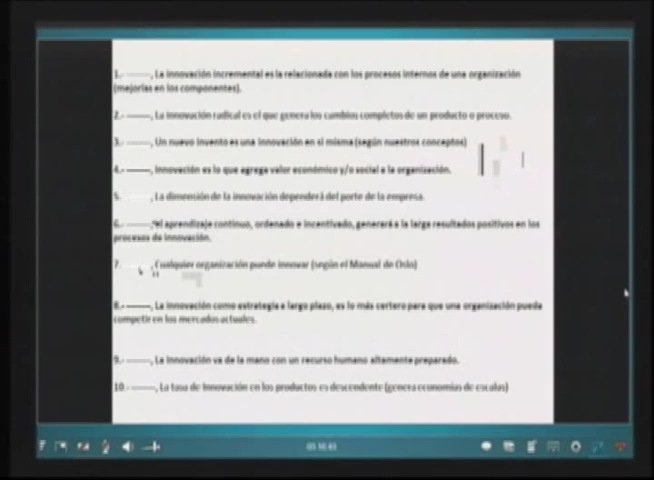 1.- ------, La innovación incremental es la relacionada con los procesos internos de una organización
(mejorías en los componentes).
2.- ------, La innovación radical es el que genera los cambios completos de un producto o proceso.
3.- ------, Un nuevo invento es una innovación en sí misma (según nuestros conceptos)
4.- ------, Innovación es lo que agrega valor económico y/o social a la organización.
5 , La dimensión de la innovación dependerá del porte de la empresa.
6.- ------, el aprendizaje continuo, ordenado e incentivado, generará a la larga resultados positivos en los
procesos de innovación.
7 , Cualquier organización puede innovar (según el Manual de Oslo)
8.- ------, La innovación como estrategia a largo plazo, es lo más certero para que una organización pueda
competir en los mercados actuales.
9.- ------, La Innovación va de la mano con un recurso humano altamente preparado.
10.- ------, La tasa de Innovación en los productos es descendente (genera economías de escalas)